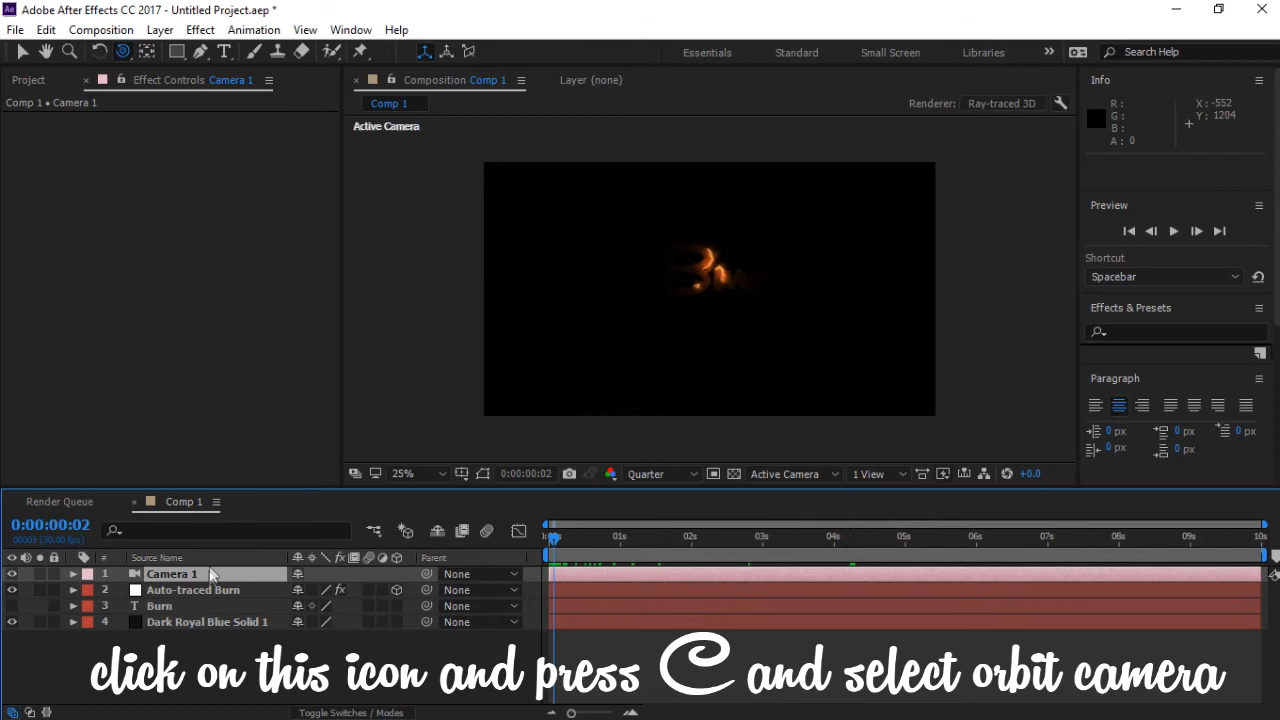 Adobe After Effects CC 2017 - Untitled Project.aep *
File Edit Composition Layer Effect Animation View Window Help
Essentials Standard Small Screen Libraries Search Help
Project Effect Controls Camera 1 Composition Comp 1 Layer (none) Info
Comp 1 • Camera 1
Comp 1 Renderer: Ray-traced 3D
Active Camera
R : X : -552
G : Y : 1204
B :
A : 0
Preview
Shortcut
Spacebar
Effects & Presets
Paragraph
0 px 0 px 0 px
0 px 0 px
25% 0:00:00:02 Quarter Active Camera 1 View +0.0
Render Queue Comp 1
0:00:00:02
00003 (30.00 fps)
01s 02s 03s 04s 05s 06s 07s 08s 09s 10s
# Source Name fx Parent
1 Camera 1 None
2 Auto-traced Burn fx None
3 T Burn None
4 Dark Royal Blue Solid 1 None
click on this icon and press C and select orbit camera
Toggle Switches / Modes